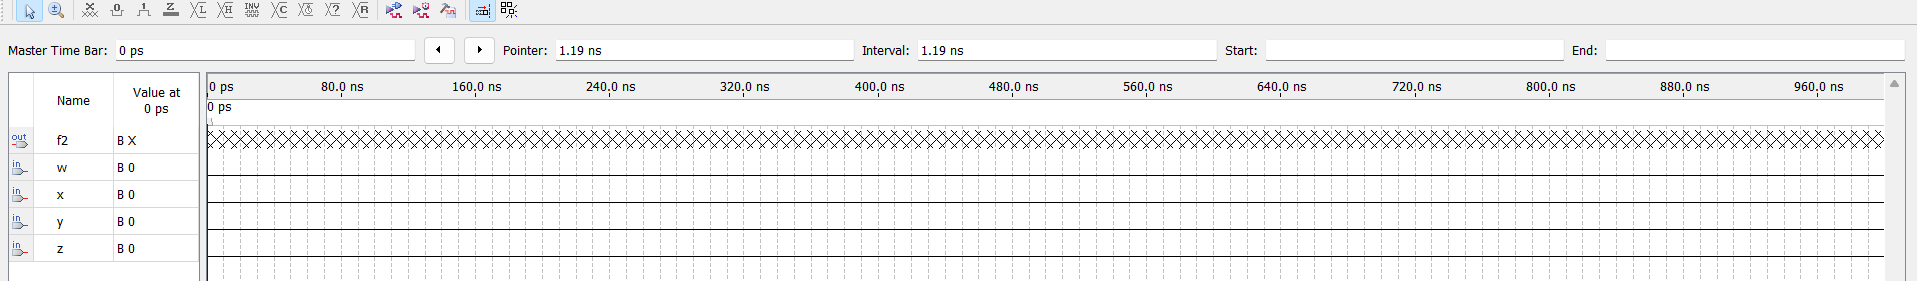 Master Time Bar: 0 ps Pointer: 1.19 ns Interval: 1.19 ns Start: End:
Name Value at 0 ps
0 ps 80.0 ns 160.0 ns 240.0 ns 320.0 ns 400.0 ns 480.0 ns 560.0 ns 640.0 ns 720.0 ns 800.0 ns 880.0 ns 960.0 ns
0 ps
out f2 B X
in w B 0
in x B 0
in y B 0
in z B 0